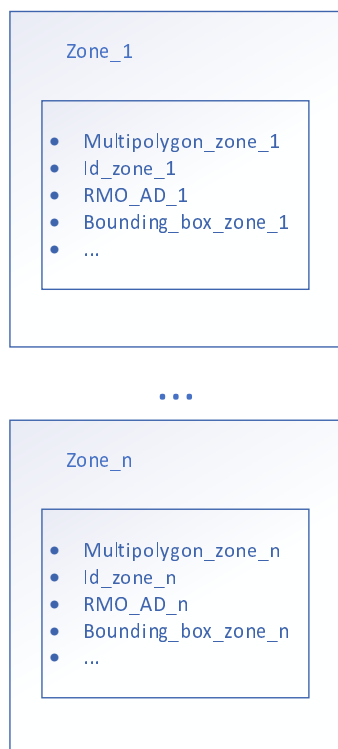 Zone_1
• Multipolygon_zone_1
• Id_zone_1
• RMO_AD_1
• Bounding_box_zone_1
• ...
...
Zone_n
• Multipolygon_zone_n
• Id_zone_n
• RMO_AD_n
• Bounding_box_zone_n
• ...